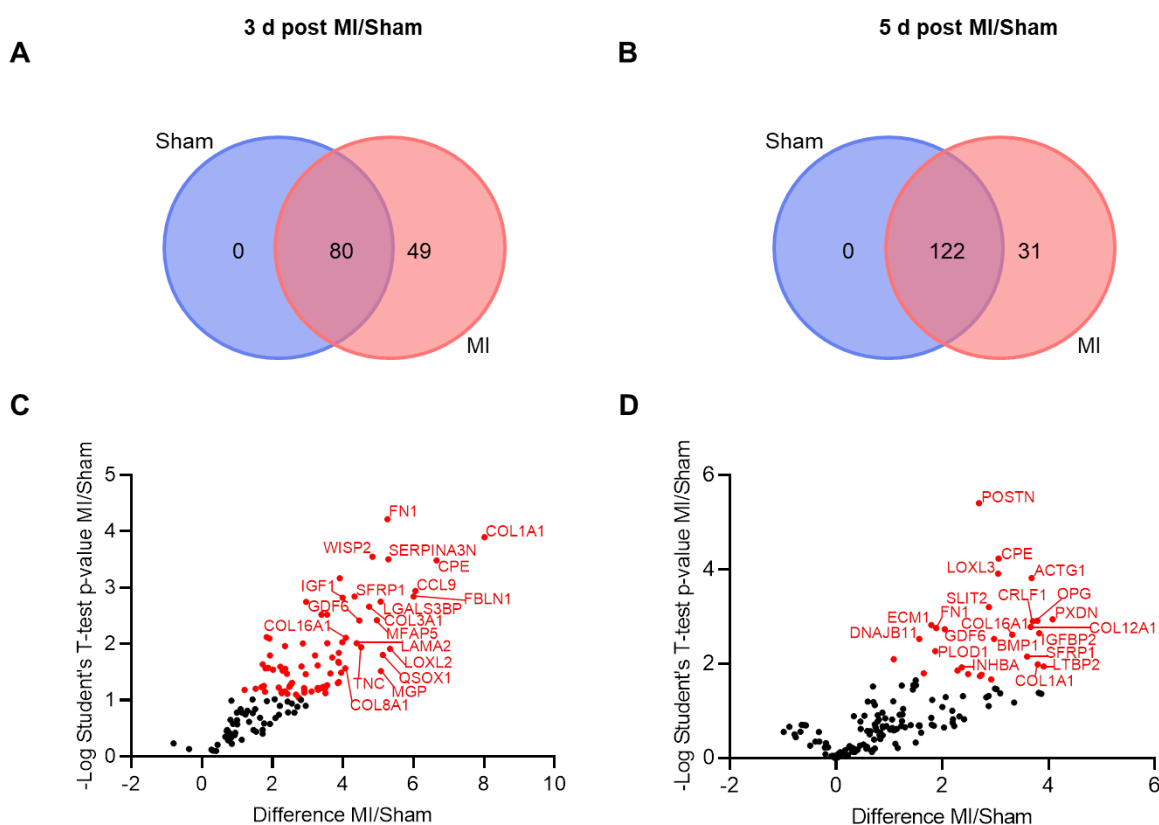 3 d post MI/Sham
5 d post MI/Sham
A
B
Sham
0
80
49
MI
Sham
0
122
31
MI
C
D
-Log Student's T-test p-value MI/Sham
5
4
3
2
1
0
-2
0
2
4
6
8
10
Difference MI/Sham
FN1
COL1A1
WISP2
SERPINA3N
CPE
CCL9
IGF1
SFRP1
FBLN1
LGALS3BP
GDF6
COL3A1
COL16A1
MFAP5
LAMA2
LOXL2
QSOX1
TNC
MGP
COL8A1
-Log Student's T-test p-value MI/Sham
6
4
2
0
-2
0
2
4
6
Difference MI/Sham
POSTN
CPE
LOXL3
ACTG1
SLIT2
CRLF1
OPG
PXDN
ECM1
FN1
COL16A1
COL12A1
DNAJB11
GDF6
IGFBP2
BMP1
SFRP1
PLOD1
INHBA
LTBP2
COL1A1